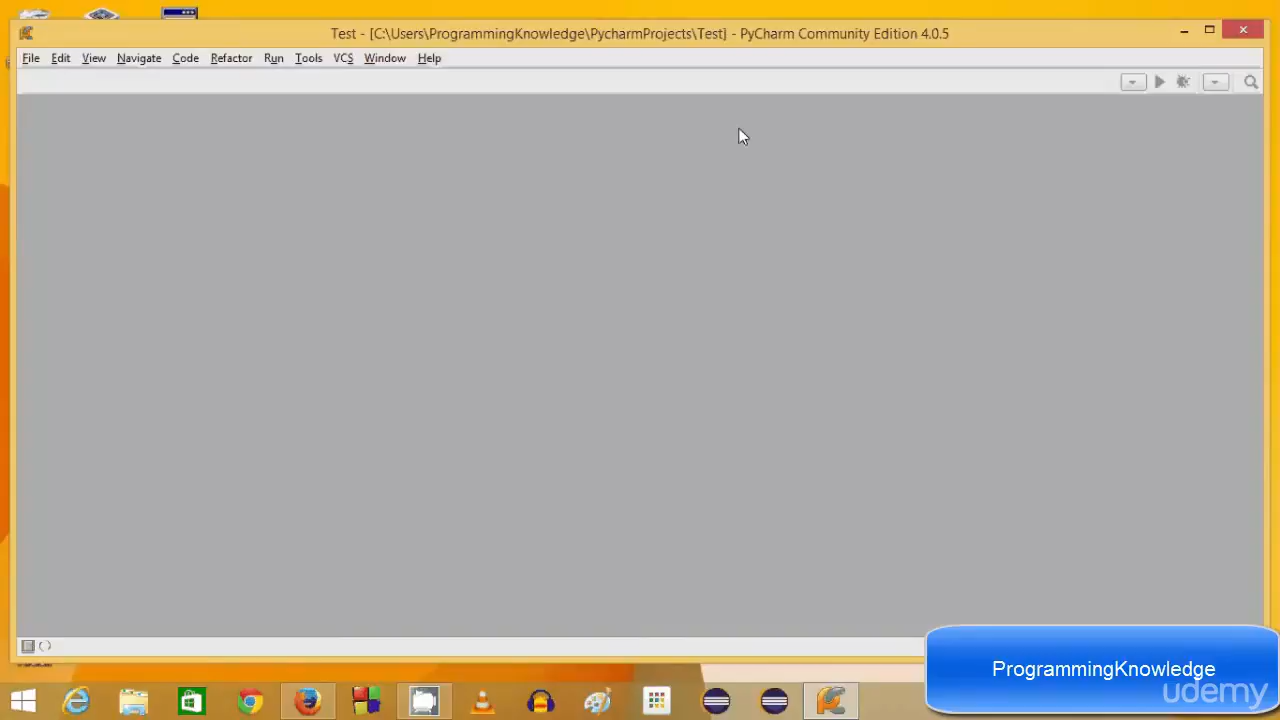 Test - [C:\Users\ProgrammingKnowledge\PycharmProjects\Test] - PyCharm Community Edition 4.0.5
File Edit View Navigate Code Refactor Run Tools VCS Window Help
ProgrammingKnowledge
udemy